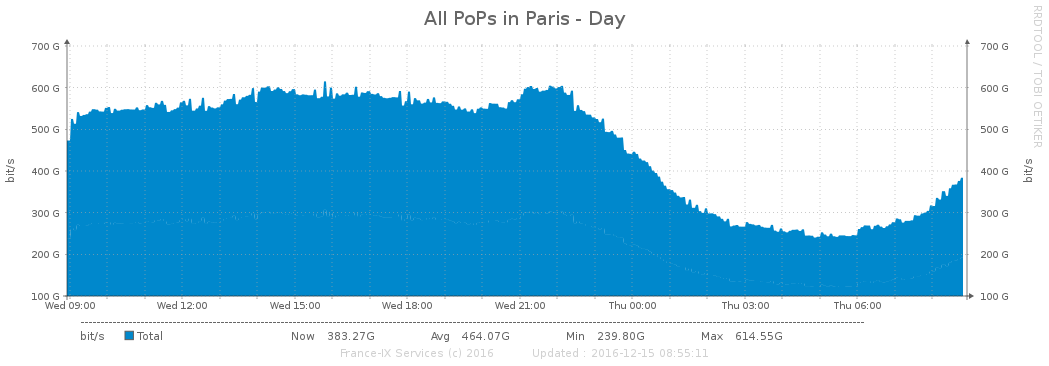 All PoPs in Paris - Day
RRDTOOL / TOBI OETIKER
700 G 700 G
600 G 600 G
500 G 500 G
400 G 400 G
300 G 300 G
200 G 200 G
100 G 100 G
bit/s bit/s
Wed 09:00 Wed 12:00 Wed 15:00 Wed 18:00 Wed 21:00 Thu 00:00 Thu 03:00 Thu 06:00
bit/s Total Now 383.27G Avg 464.07G Min 239.80G Max 614.55G
France-IX Services (c) 2016 Updated : 2016-12-15 08:55:11